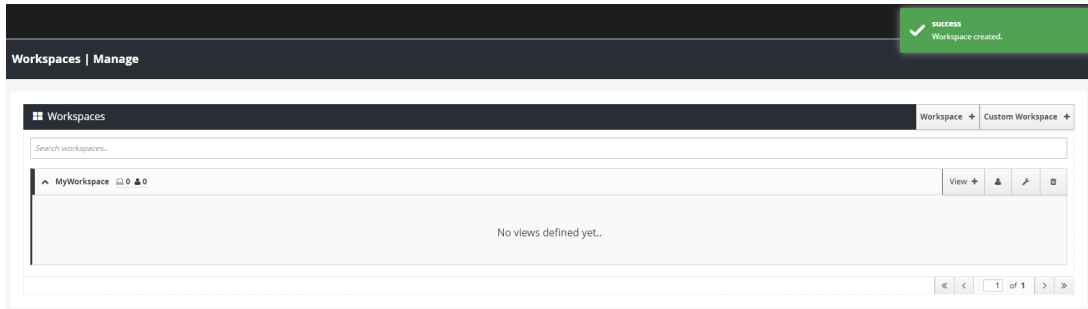 success
Workspace created.
Workspaces | Manage
Workspaces
Workspace +
Custom Workspace +
Search workspaces..
MyWorkspace 0 0
View +
No views defined yet..
« < 1 of 1 > »